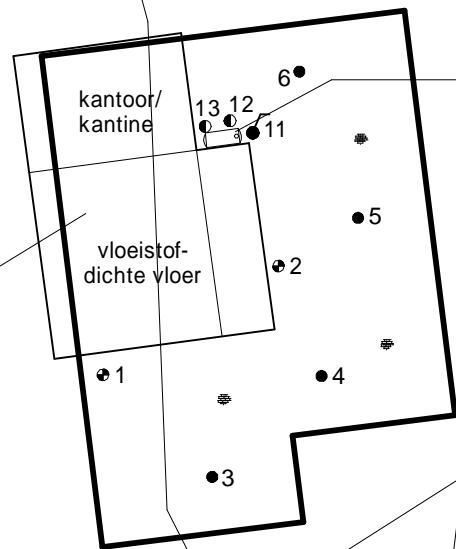 6
kantoor/
kantine
13
12
11
5
vloeistof-
dichte vloer
2
1
4
3